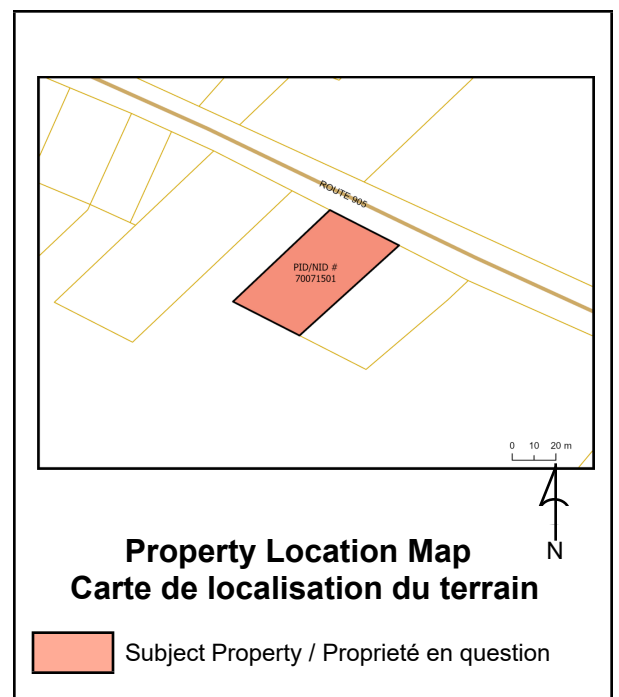 ROUTE 905
PID/NID #
70071501
0 10 20 m
N
Property Location Map
Carte de localisation du terrain
Subject Property / Proprieté en question